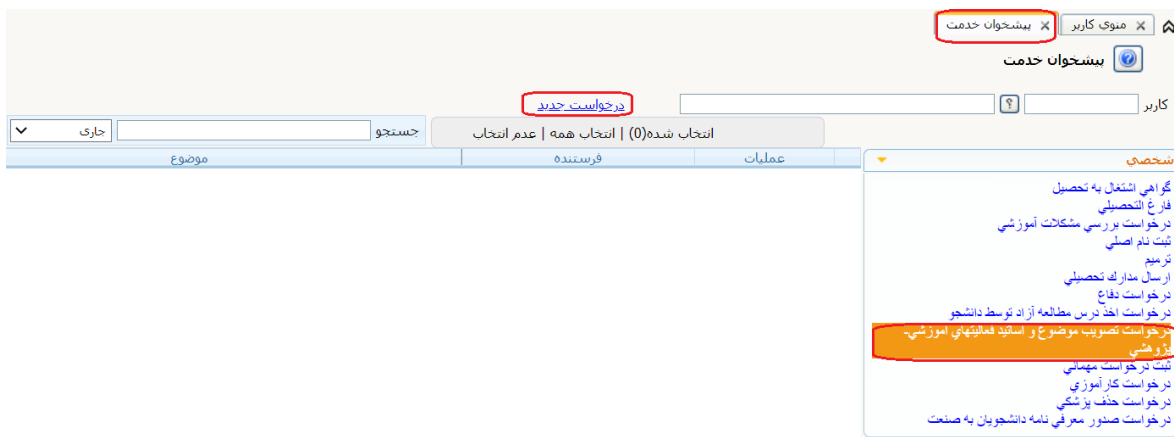 منوی کاربر
پیشخوان خدمت
پیشخوان خدمت
کاربر
درخواست جدید
انتخاب شده(0) | انتخاب همه | عدم انتخاب
جستجو
جاری
عملیات
فرستنده
موضوع
شخصي
گواهي اشتغال به تحصيل
فارغ التحصيلي
درخواست بررسي مشكلات آموزشي
ثبت نام اصلي
ترميم
ارسال مدارك تحصيلي
درخواست دفاع
درخواست اخذ درس مطالعه آزاد توسط دانشجو
درخواست تصويب موضوع و اساتيد فعاليتهاي آموزشي-
پژوهشي
ثبت درخواست مهماني
درخواست كارآموزي
درخواست حذف پزشكي
درخواست صدور معرفي نامه دانشجويان به صنعت